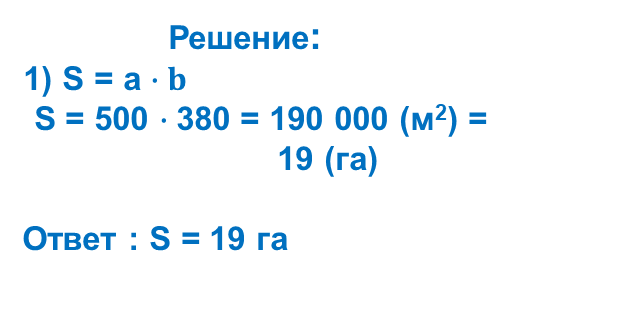 Решение:
1) S = a · b
S = 500 · 380 = 190 000 (м²) =
19 (га)
Ответ : S = 19 га